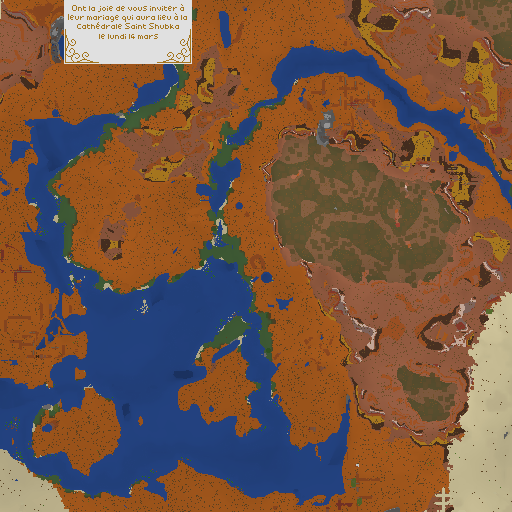 Ont la joie de vous inviter à
leur mariage qui aura lieu à la
Cathédrale Saint Shubka
le lundi 14 mars